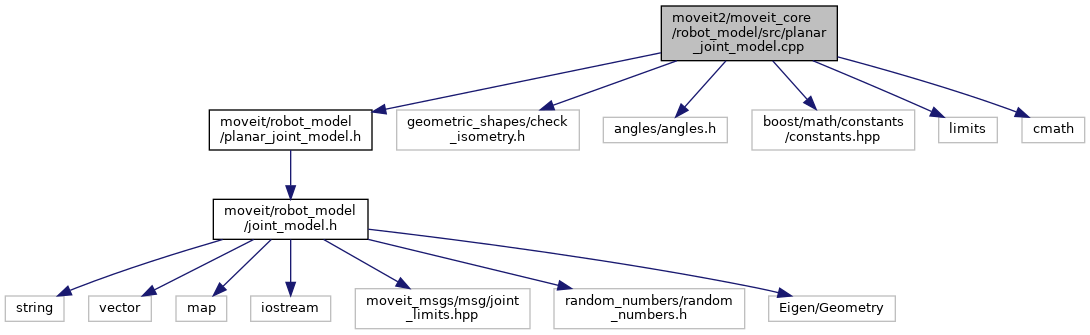 moveit2/moveit_core
/robot_model/src/planar
_joint_model.cpp
moveit/robot_model
/planar_joint_model.h
geometric_shapes/check
_isometry.h
angles/angles.h
boost/math/constants
/constants.hpp
limits
cmath
moveit/robot_model
/joint_model.h
string
vector
map
iostream
moveit_msgs/msg/joint
_limits.hpp
random_numbers/random
_numbers.h
Eigen/Geometry